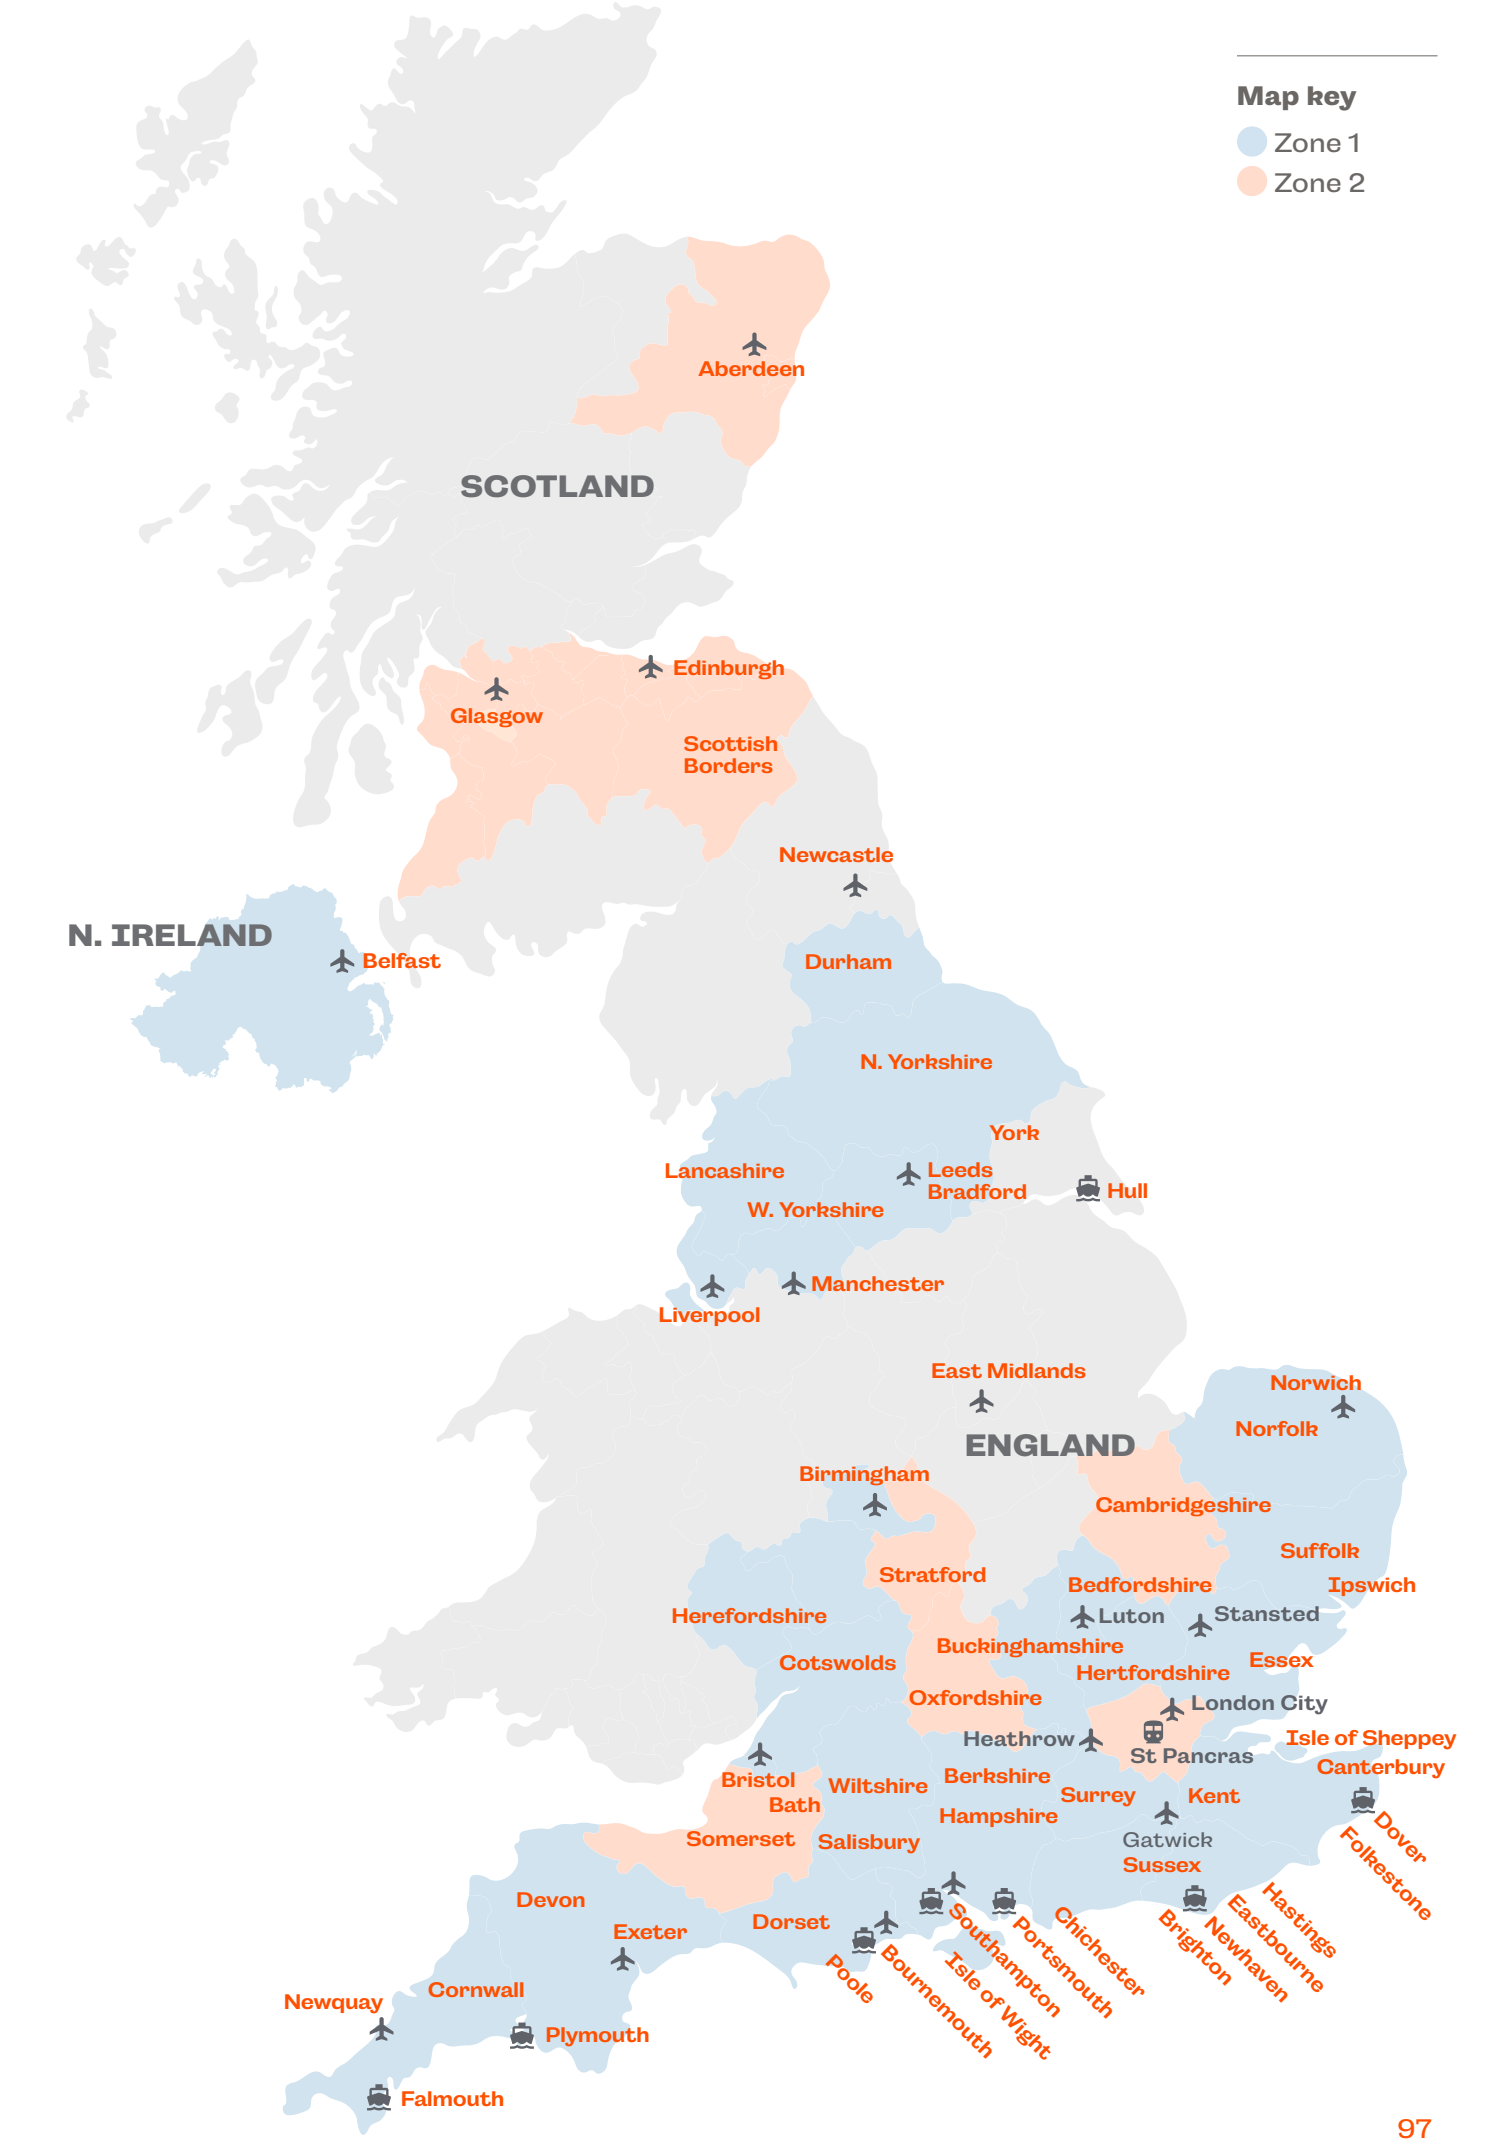 Map key
Zone 1
Zone 2
Aberdeen
SCOTLAND
Edinburgh
Glasgow
Scottish
Borders
Newcastle
N. IRELAND
Belfast
Durham
N. Yorkshire
York
Lancashire
Leeds
Bradford
Hull
W. Yorkshire
Manchester
Liverpool
East Midlands
Norwich
Norfolk
ENGLAND
Birmingham
Cambridgeshire
Suffolk
Stratford
Bedfordshire
Ipswich
Herefordshire
Luton
Stansted
Buckinghamshire
Cotswolds
Essex
Hertfordshire
Oxfordshire
London City
Heathrow
Isle of Sheppey
St Pancras
Canterbury
Bristol
Wiltshire
Berkshire
Surrey
Kent
Bath
Hampshire
Dover
Somerset
Salisbury
Gatwick
Folkestone
Sussex
Devon
Dorset
Exeter
Hastings
Eastbourne
Newhaven
Brighton
Chichester
Portsmouth
Southampton
Isle of Wight
Bournemouth
Poole
Cornwall
Newquay
Plymouth
Falmouth
97